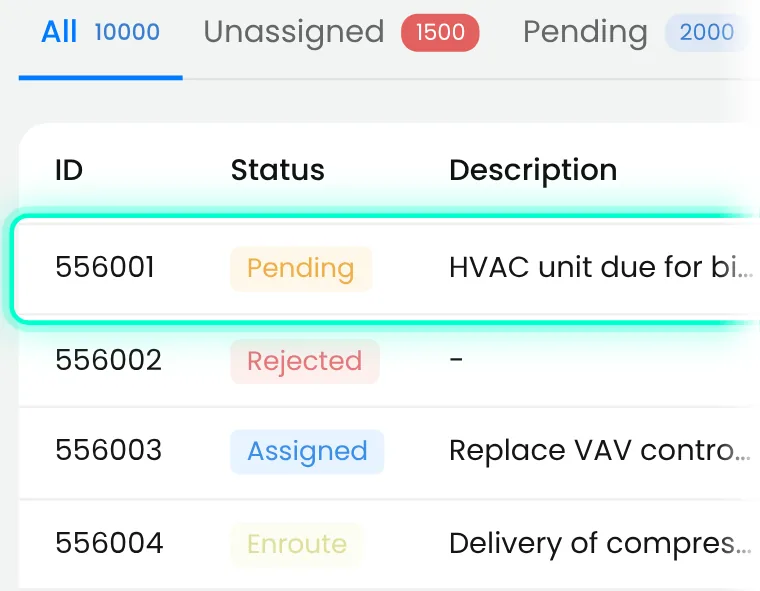 All 10000 Unassigned 1500 Pending 2000
ID Status Description
556001 Pending HVAC unit due for bi...
556002 Rejected -
556003 Assigned Replace VAV contro...
556004 Enroute Delivery of compres...